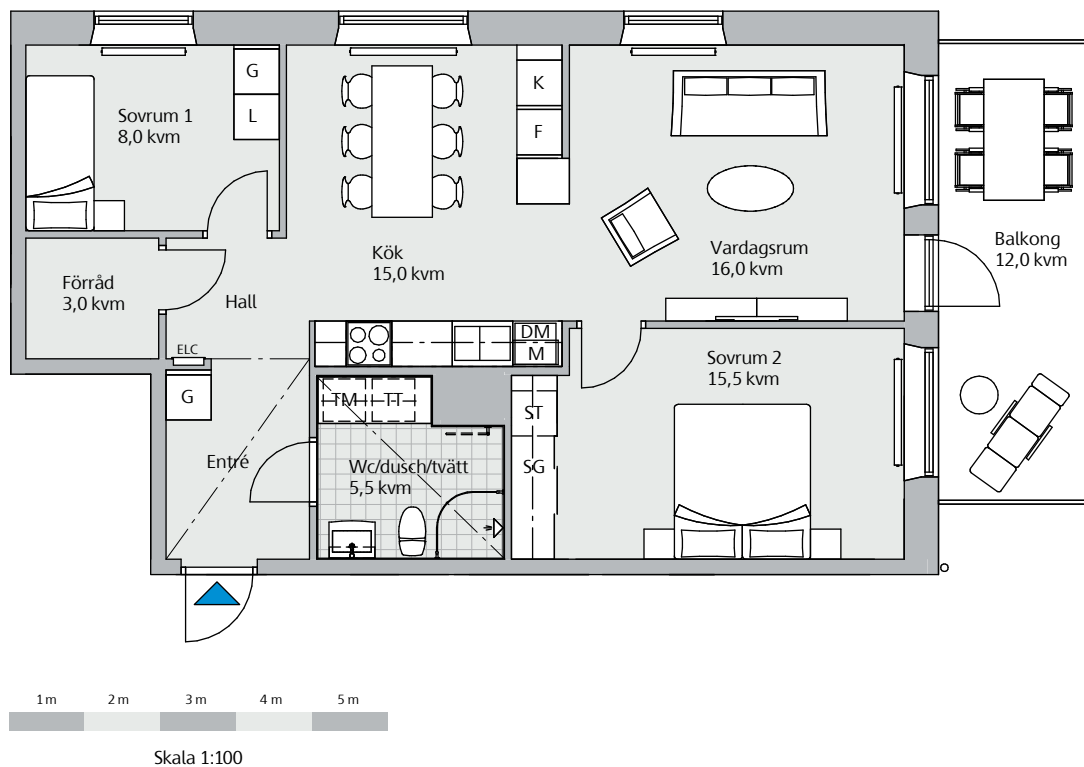 G
L
Sovrum 1
8,0 kvm
K
F
Kök
15,0 kvm
Vardagsrum
16,0 kvm
Balkong
12,0 kvm
Förråd
3,0 kvm
Hall
ELC
G
DM
M
Sovrum 2
15,5 kvm
TM
TT
ST
SG
Entré
Wc/dusch/tvätt
5,5 kvm
1 m
2 m
3 m
4 m
5 m
Skala 1:100